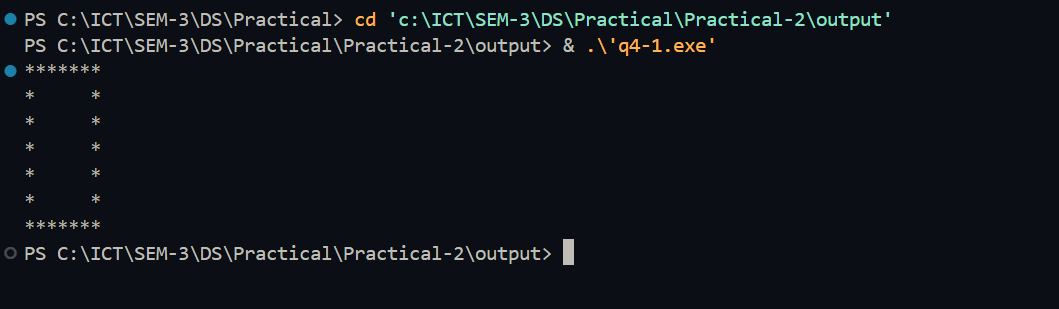 PS C:\ICT\SEM-3\DS\Practical> cd 'c:\ICT\SEM-3\DS\Practical\Practical-2\output'
PS C:\ICT\SEM-3\DS\Practical\Practical-2\output> & .\'q4-1.exe'
*******
*     *
*     *
*     *
*     *
*     *
*******
PS C:\ICT\SEM-3\DS\Practical\Practical-2\output>